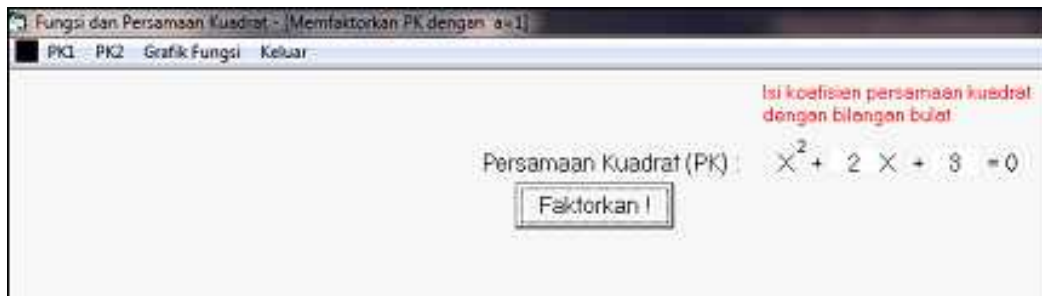 Fungsi dan Persamaan Kuadrat - [Memfaktorkan PK dengan a=1]
PK1 PK2 Grafik Fungsi Keluar
Isi koefisien persamaan kuadrat
dengan bilangan bulat
Persamaan Kuadrat (PK) : X² + 2 X + 3 = 0
Faktorkan !